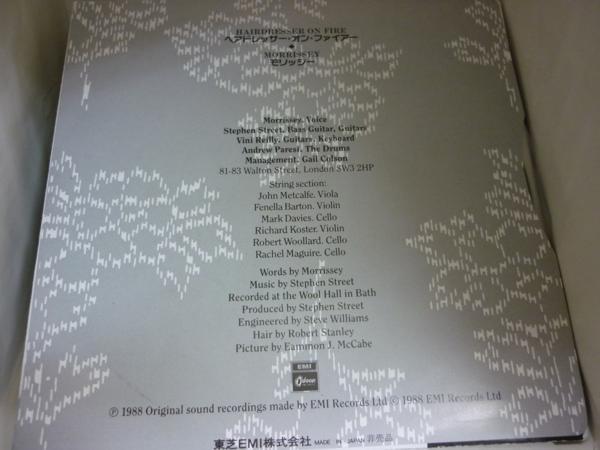 HAIRDRESSER ON FIRE
ヘアドレッサー・オン・ファイアー
MORRISSEY
モリッシー
Morrissey. Voice
Stephen Street. Bass Guitar, Guitars
Vini Reilly. Guitars, Keyboard
Andrew Paresi. The Drums
Management. Gail Colson
81-83 Walton Street, London SW3 2HP
String section:
John Metcalfe. Viola
Fenella Barton. Violin
Mark Davies. Cello
Richard Koster. Violin
Robert Woollard. Cello
Rachel Maguire. Cello
Words by Morrissey
Music by Stephen Street
Recorded at the Wool Hall in Bath
Produced by Stephen Street
Engineered by Steve Williams
Hair by Robert Stanley
Picture by Eammon J. McCabe
EMI
Odeon
℗ 1988 Original sound recordings made by EMI Records Ltd © 1988 EMI Records Ltd
東芝EMI株式会社 MADE IN JAPAN 非売品